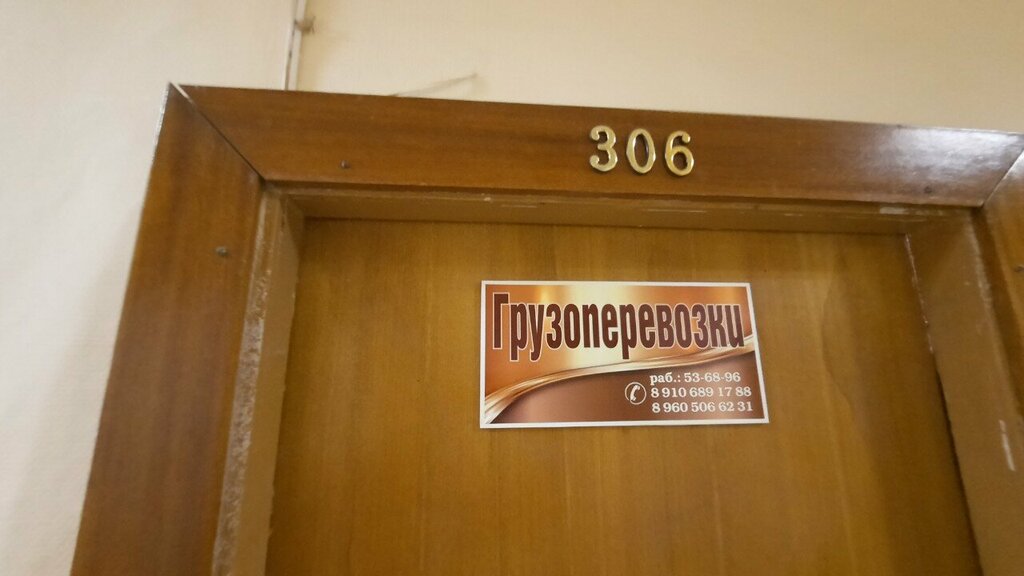 306
Грузоперевозки
раб.: 53-68-96
8 910 689 17 88
8 960 506 62 31